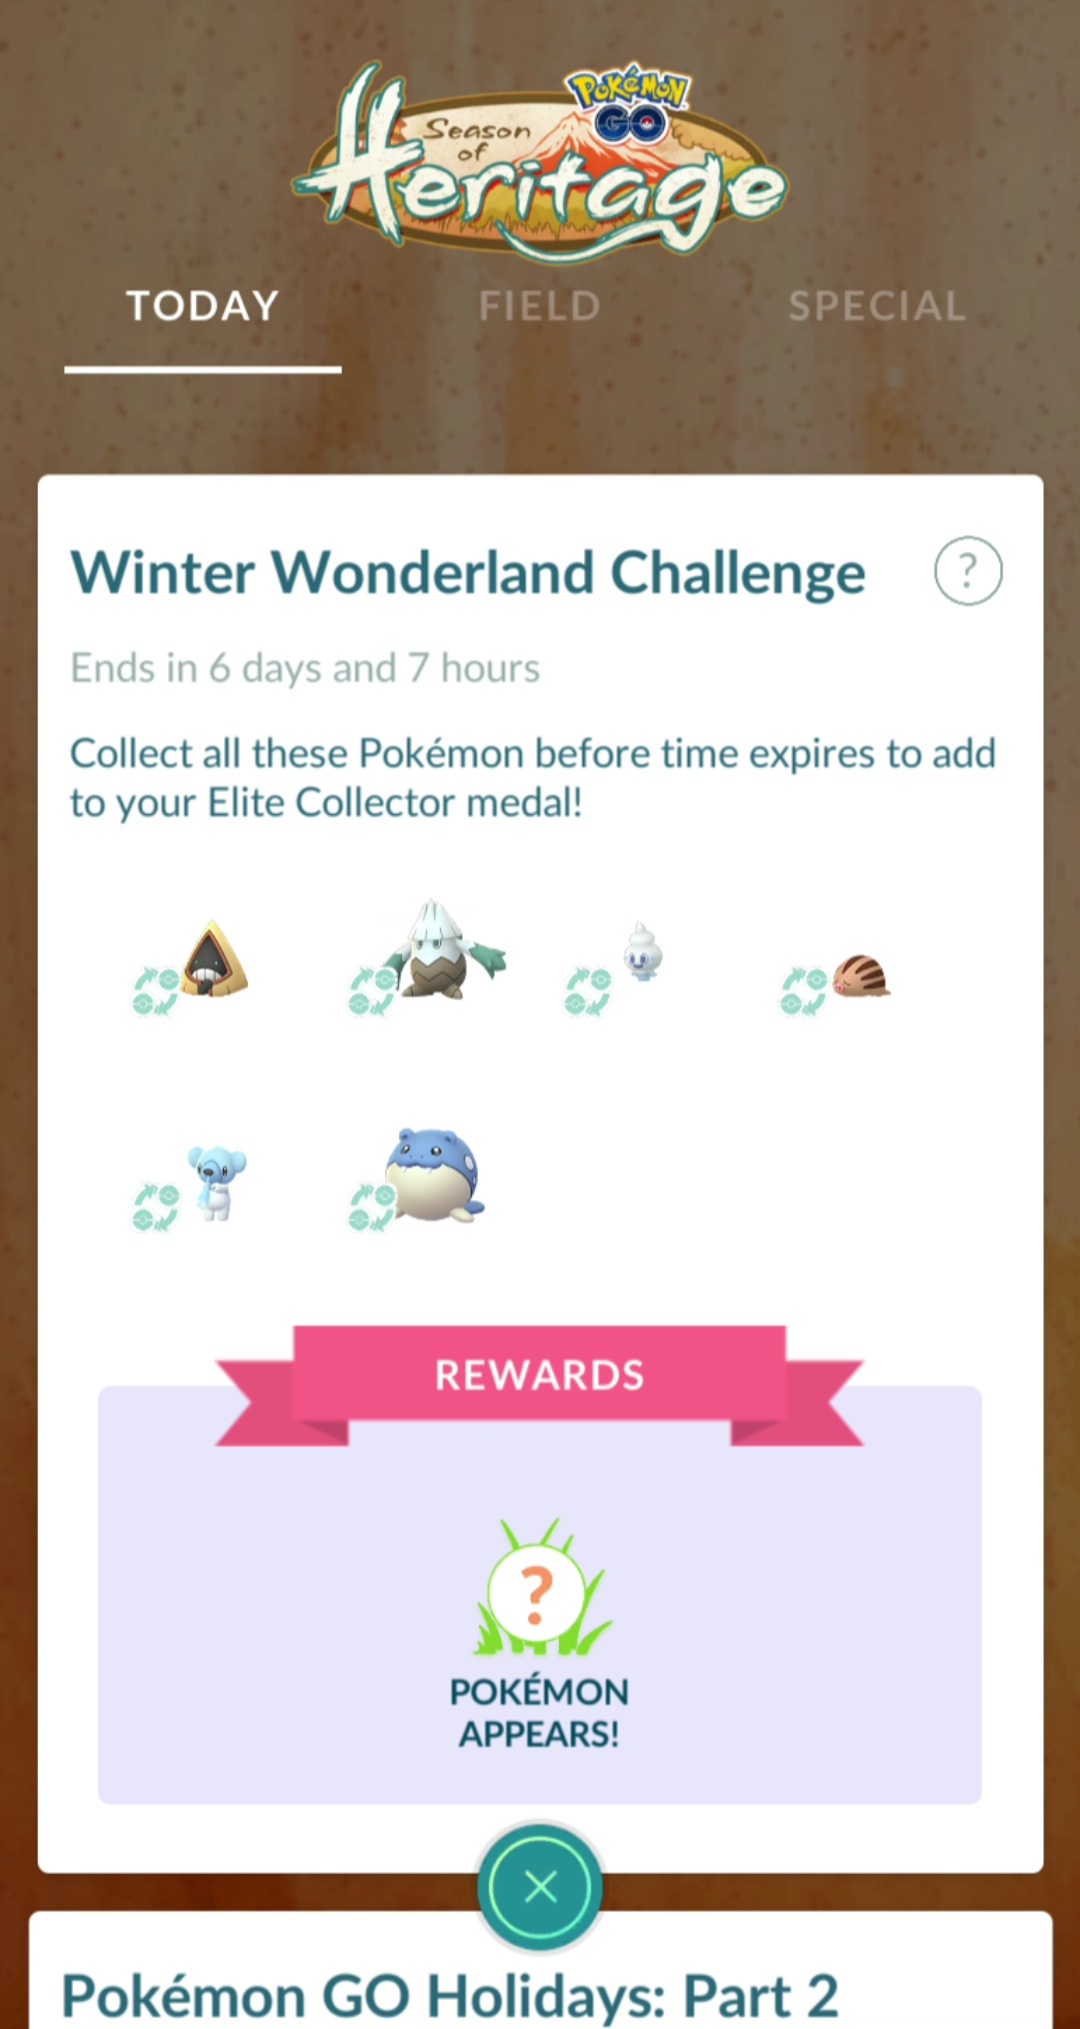 POKÉMON
GO
Season
of
Heritage
TODAY
FIELD
SPECIAL
Winter Wonderland Challenge
?
Ends in 6 days and 7 hours
Collect all these Pokémon before time expires to add
to your Elite Collector medal!
REWARDS
?
POKÉMON
APPEARS!
Pokémon GO Holidays: Part 2